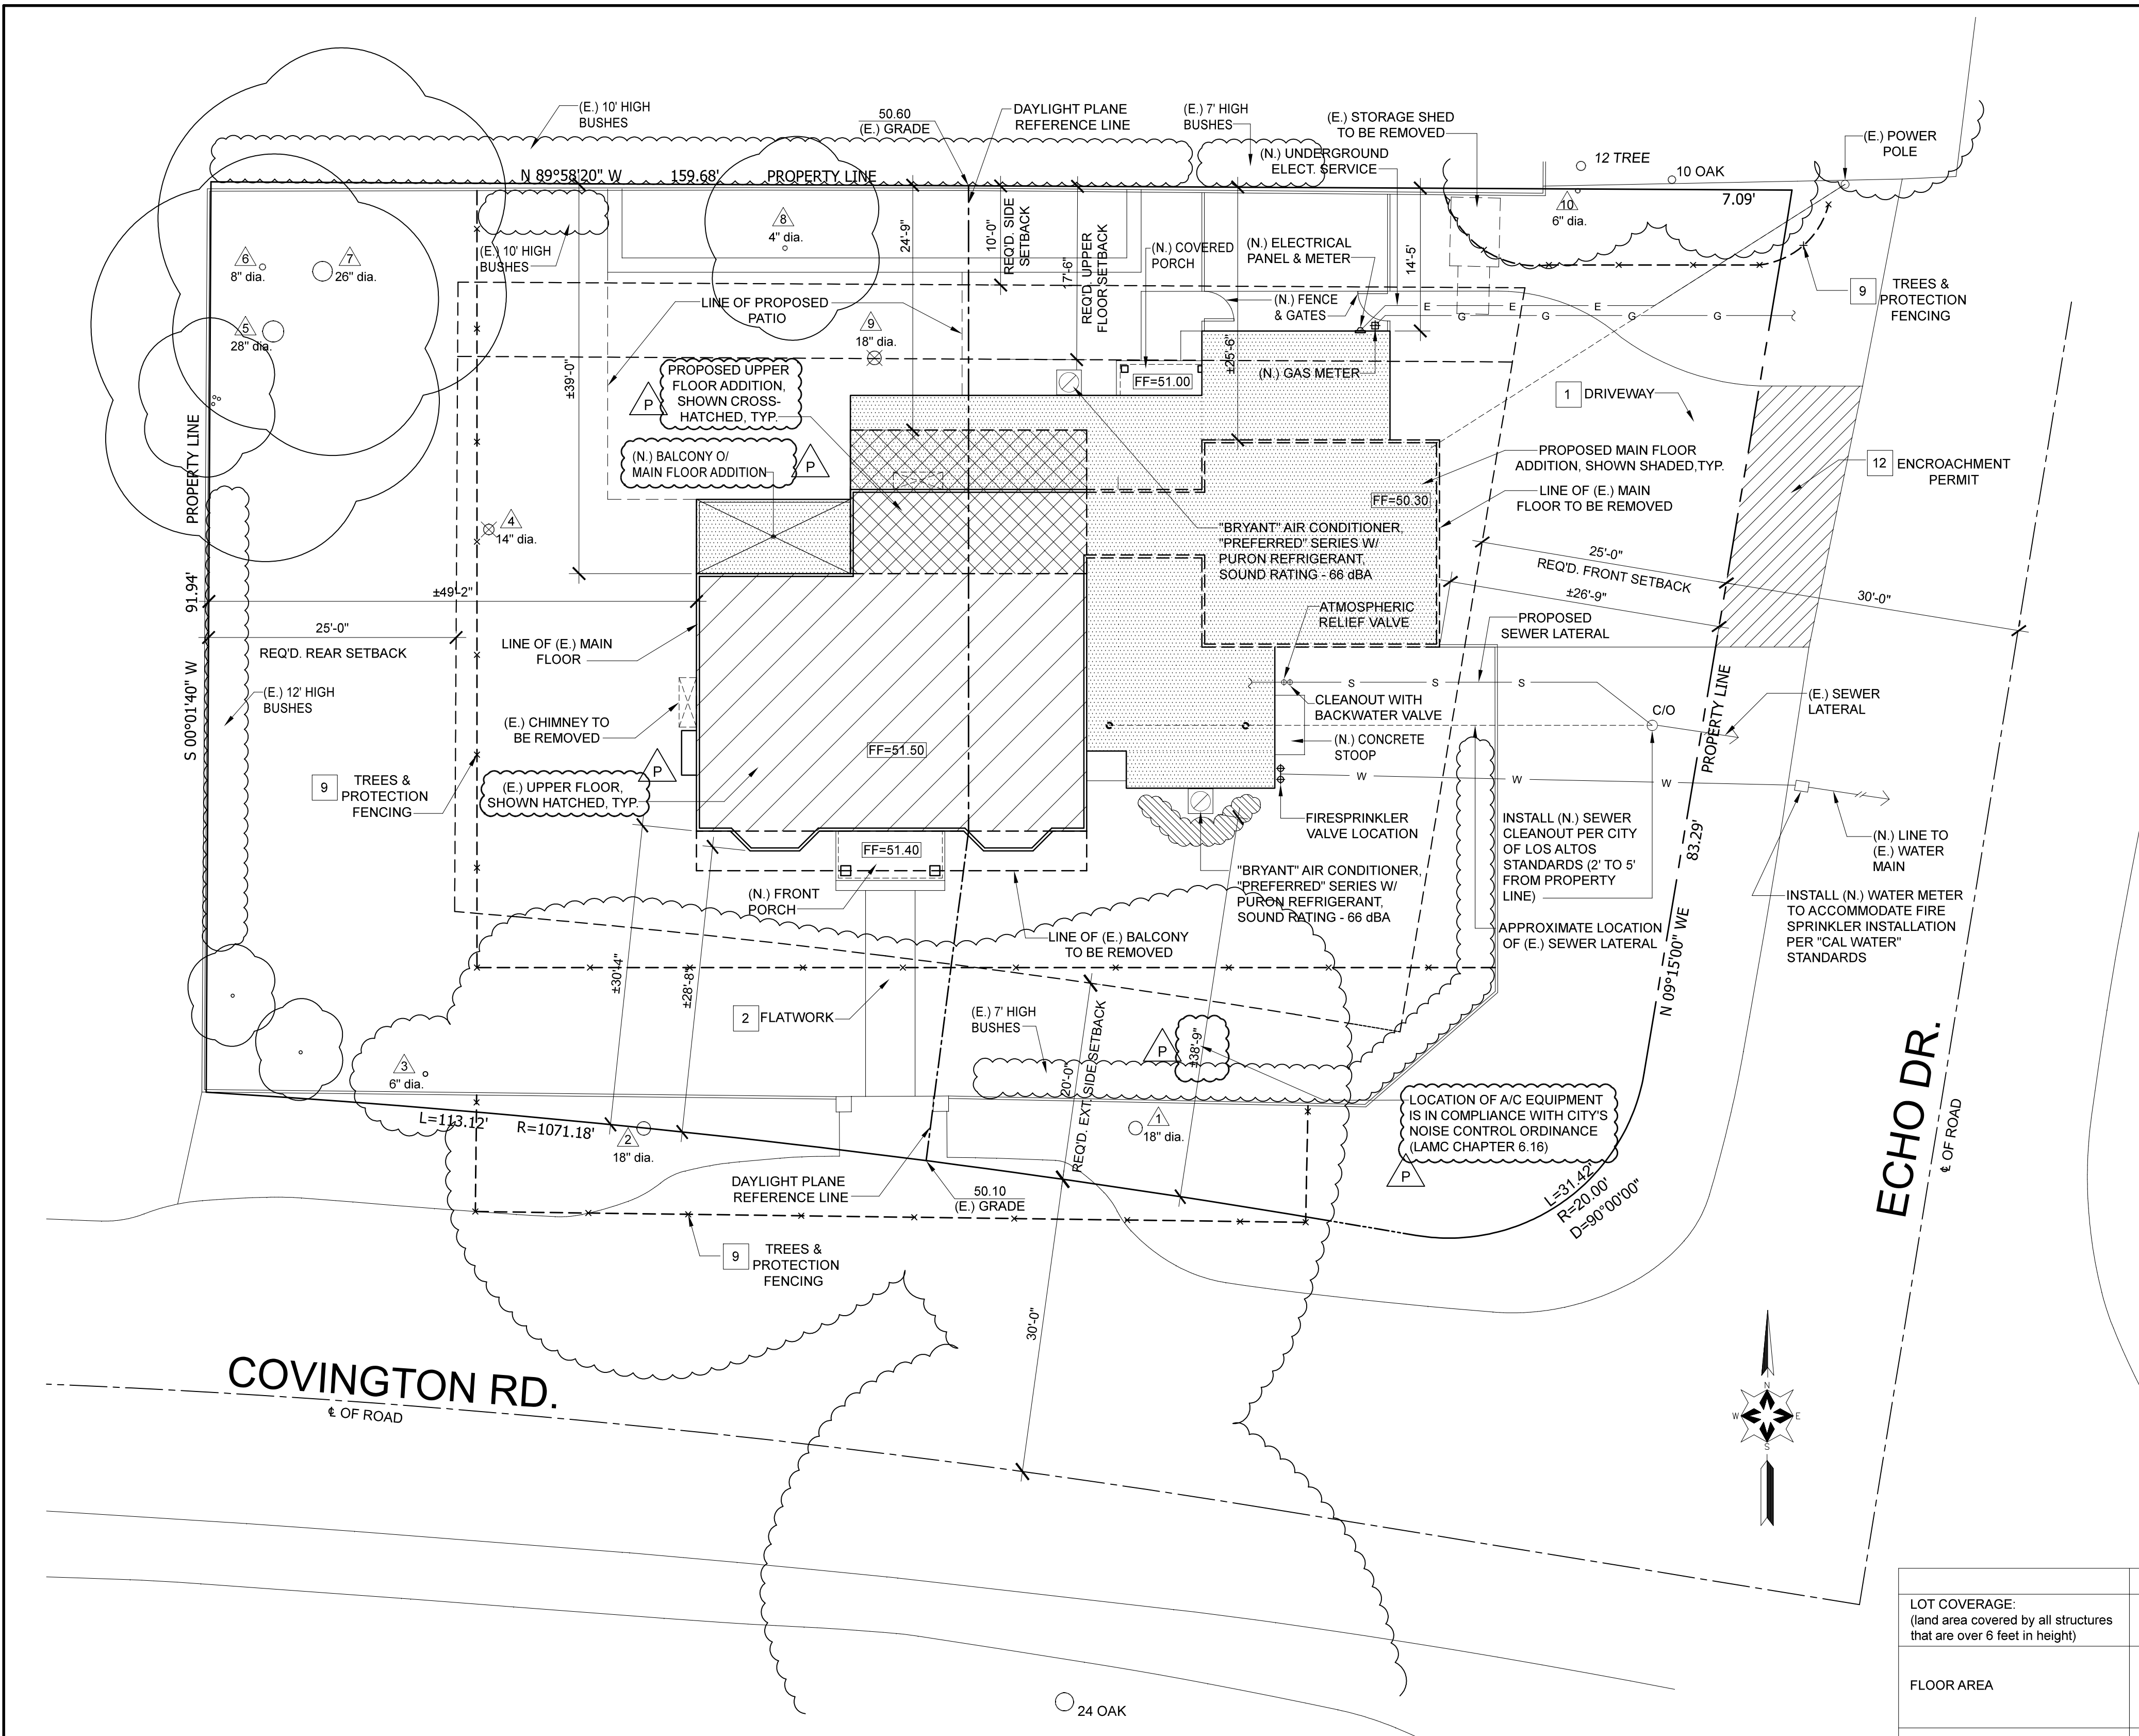 (E.) 10' HIGH
BUSHES
50.60
(E.) GRADE
DAYLIGHT PLANE
REFERENCE LINE
(E.) 7' HIGH
BUSHES
(E.) STORAGE SHED
TO BE REMOVED
(N.) UNDERGROUND
ELECT. SERVICE
12 TREE
10 OAK
(E.) POWER
POLE
N 89°58'20" W
159.68'
PROPERTY LINE
7.09'
10
6" dia.
8
4" dia.
24'-9"
10'-0"
REQ'D. SIDE
SETBACK
17'-6"
REQ'D. UPPER
FLOOR SETBACK
(E.) 10' HIGH
BUSHES
(N.) COVERED
PORCH
(N.) ELECTRICAL
PANEL & METER
14'-5'
6
8" dia.
7
26" dia.
5
28" dia.
9
TREES &
PROTECTION
FENCING
LINE OF PROPOSED
PATIO
9
18" dia.
(N.) FENCE
& GATES
E
E
E
G
G
G
G
G
±39'-0"
±25'-6"
(N.) GAS METER
FF=51.00
PROPOSED UPPER
FLOOR ADDITION,
SHOWN CROSS-
HATCHED, TYP.
P
1
DRIVEWAY
(N.) BALCONY O/
MAIN FLOOR ADDITION
P
PROPOSED MAIN FLOOR
ADDITION, SHOWN SHADED,TYP.
12
ENCROACHMENT
PERMIT
FF=50.30
LINE OF (E.) MAIN
FLOOR TO BE REMOVED
PROPERTY LINE
4
14" dia.
"BRYANT" AIR CONDITIONER,
"PREFERRED" SERIES W/
PURON REFRIGERANT,
SOUND RATING - 66 dBA
25'-0"
REQ'D. FRONT SETBACK
±26'-9"
30'-0"
91.94'
±49'-2"
25'-0"
REQ'D. REAR SETBACK
ATMOSPHERIC
RELIEF VALVE
PROPOSED
SEWER LATERAL
LINE OF (E.) MAIN
FLOOR
S 00°01'40" W
(E.) 12' HIGH
BUSHES
S
S
S
CLEANOUT WITH
BACKWATER VALVE
C/O
(E.) SEWER
LATERAL
PROPERTY LINE
(E.) CHIMNEY TO
BE REMOVED
FF=51.50
(N.) CONCRETE
STOOP
W
W
W
9
TREES &
PROTECTION
FENCING
P
(E.) UPPER FLOOR,
SHOWN HATCHED, TYP.
FIRESPRINKLER
VALVE LOCATION
INSTALL (N.) SEWER
CLEANOUT PER CITY
OF LOS ALTOS
STANDARDS (2' TO 5'
FROM PROPERTY
LINE)
83.29'
(N.) LINE TO
(E.) WATER
MAIN
FF=51.40
"BRYANT" AIR CONDITIONER,
"PREFERRED" SERIES W/
PURON REFRIGERANT,
SOUND RATING - 66 dBA
(N.) FRONT
PORCH
INSTALL (N.) WATER METER
TO ACCOMMODATE FIRE
SPRINKLER INSTALLATION
PER "CAL WATER"
STANDARDS
LINE OF (E.) BALCONY
TO BE REMOVED
APPROXIMATE LOCATION
OF (E.) SEWER LATERAL
N 09°15'00" WE
±30'-4"
±28'-8"
2
FLATWORK
(E.) 7' HIGH
BUSHES
20'-0"
REQ'D. EXT. SIDE SETBACK
P
±38'-9"
3
6" dia.
LOCATION OF A/C EQUIPMENT
IS IN COMPLIANCE WITH CITY'S
NOISE CONTROL ORDINANCE
(LAMC CHAPTER 6.16)
P
L=113.12'
R=1071.18'
2
18" dia.
1
18" dia.
DAYLIGHT PLANE
REFERENCE LINE
50.10
(E.) GRADE
L=31.42'
R=20.00'
D=90°00'00"
ECHO DR.
℄ OF ROAD
9
TREES &
PROTECTION
FENCING
30'-0"
COVINGTON RD.
℄ OF ROAD
N
W
E
S
LOT COVERAGE:
(land area covered by all structures
that are over 6 feet in height)
FLOOR AREA
24 OAK